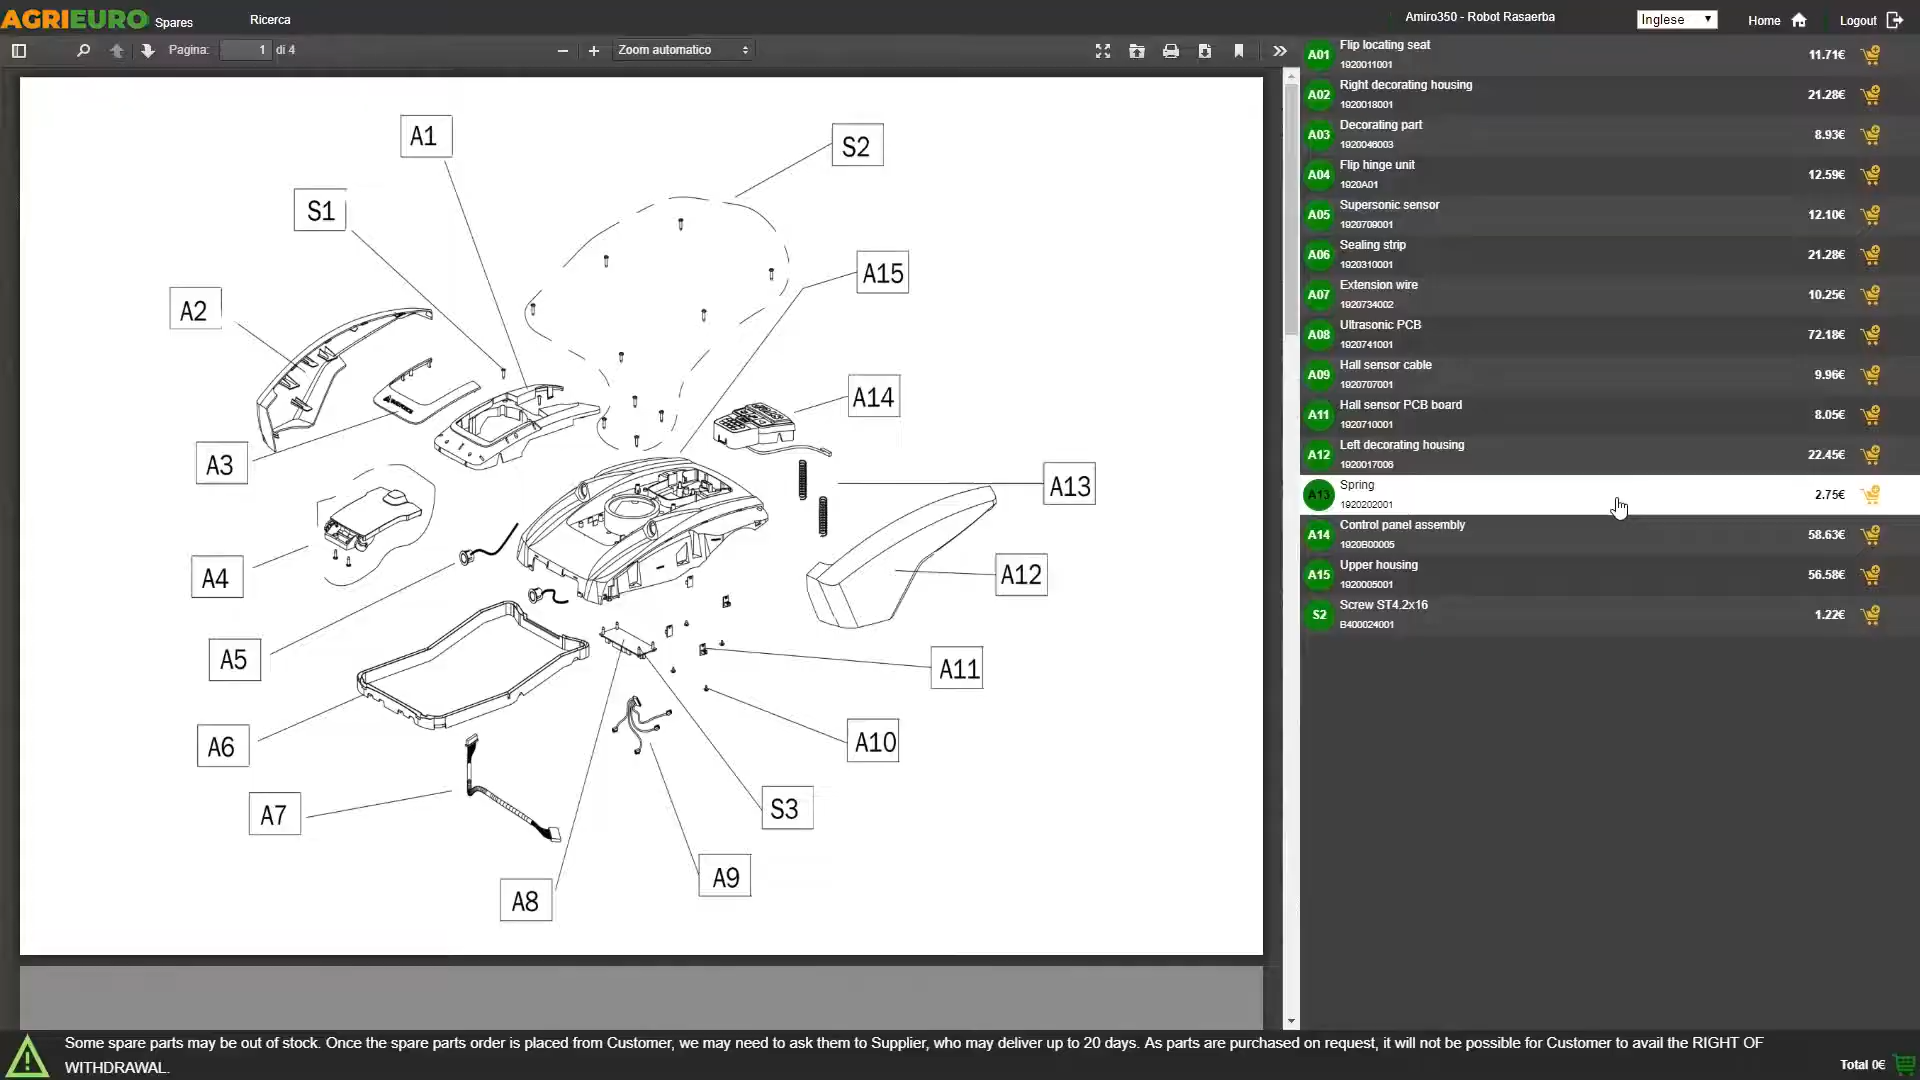 AGRIEURO Spares
Ricerca
Amiro350 - Robot Rasaerba
Inglese
Home
Logout
Pagina:
1
di 4
Zoom automatico
A1
S2
S1
A15
A2
A14
A3
A13
A4
A12
A5
A11
A6
A10
A7
S3
A9
A8
A01
Flip locating seat
1920011001
11.71€
A02
Right decorating housing
1920018001
21.28€
A03
Decorating part
1920046003
8.93€
A04
Flip hinge unit
1920A01
12.59€
A05
Supersonic sensor
1920709001
12.10€
A06
Sealing strip
1920310001
21.28€
A07
Extension wire
1920734002
10.25€
A08
Ultrasonic PCB
1920741001
72.18€
A09
Hall sensor cable
1920707001
9.96€
A11
Hall sensor PCB board
1920710001
8.05€
A12
Left decorating housing
1920017006
22.45€
A13
Spring
1920202001
2.75€
A14
Control panel assembly
1920B00005
58.63€
A15
Upper housing
1920005001
56.58€
S2
Screw ST4.2x16
B400024001
1.22€
Some spare parts may be out of stock. Once the spare parts order is placed from Customer, we may need to ask them to Supplier, who may deliver up to 20 days. As parts are purchased on request, it will not be possible for Customer to avail the RIGHT OF
WITHDRAWAL.
Total 0€